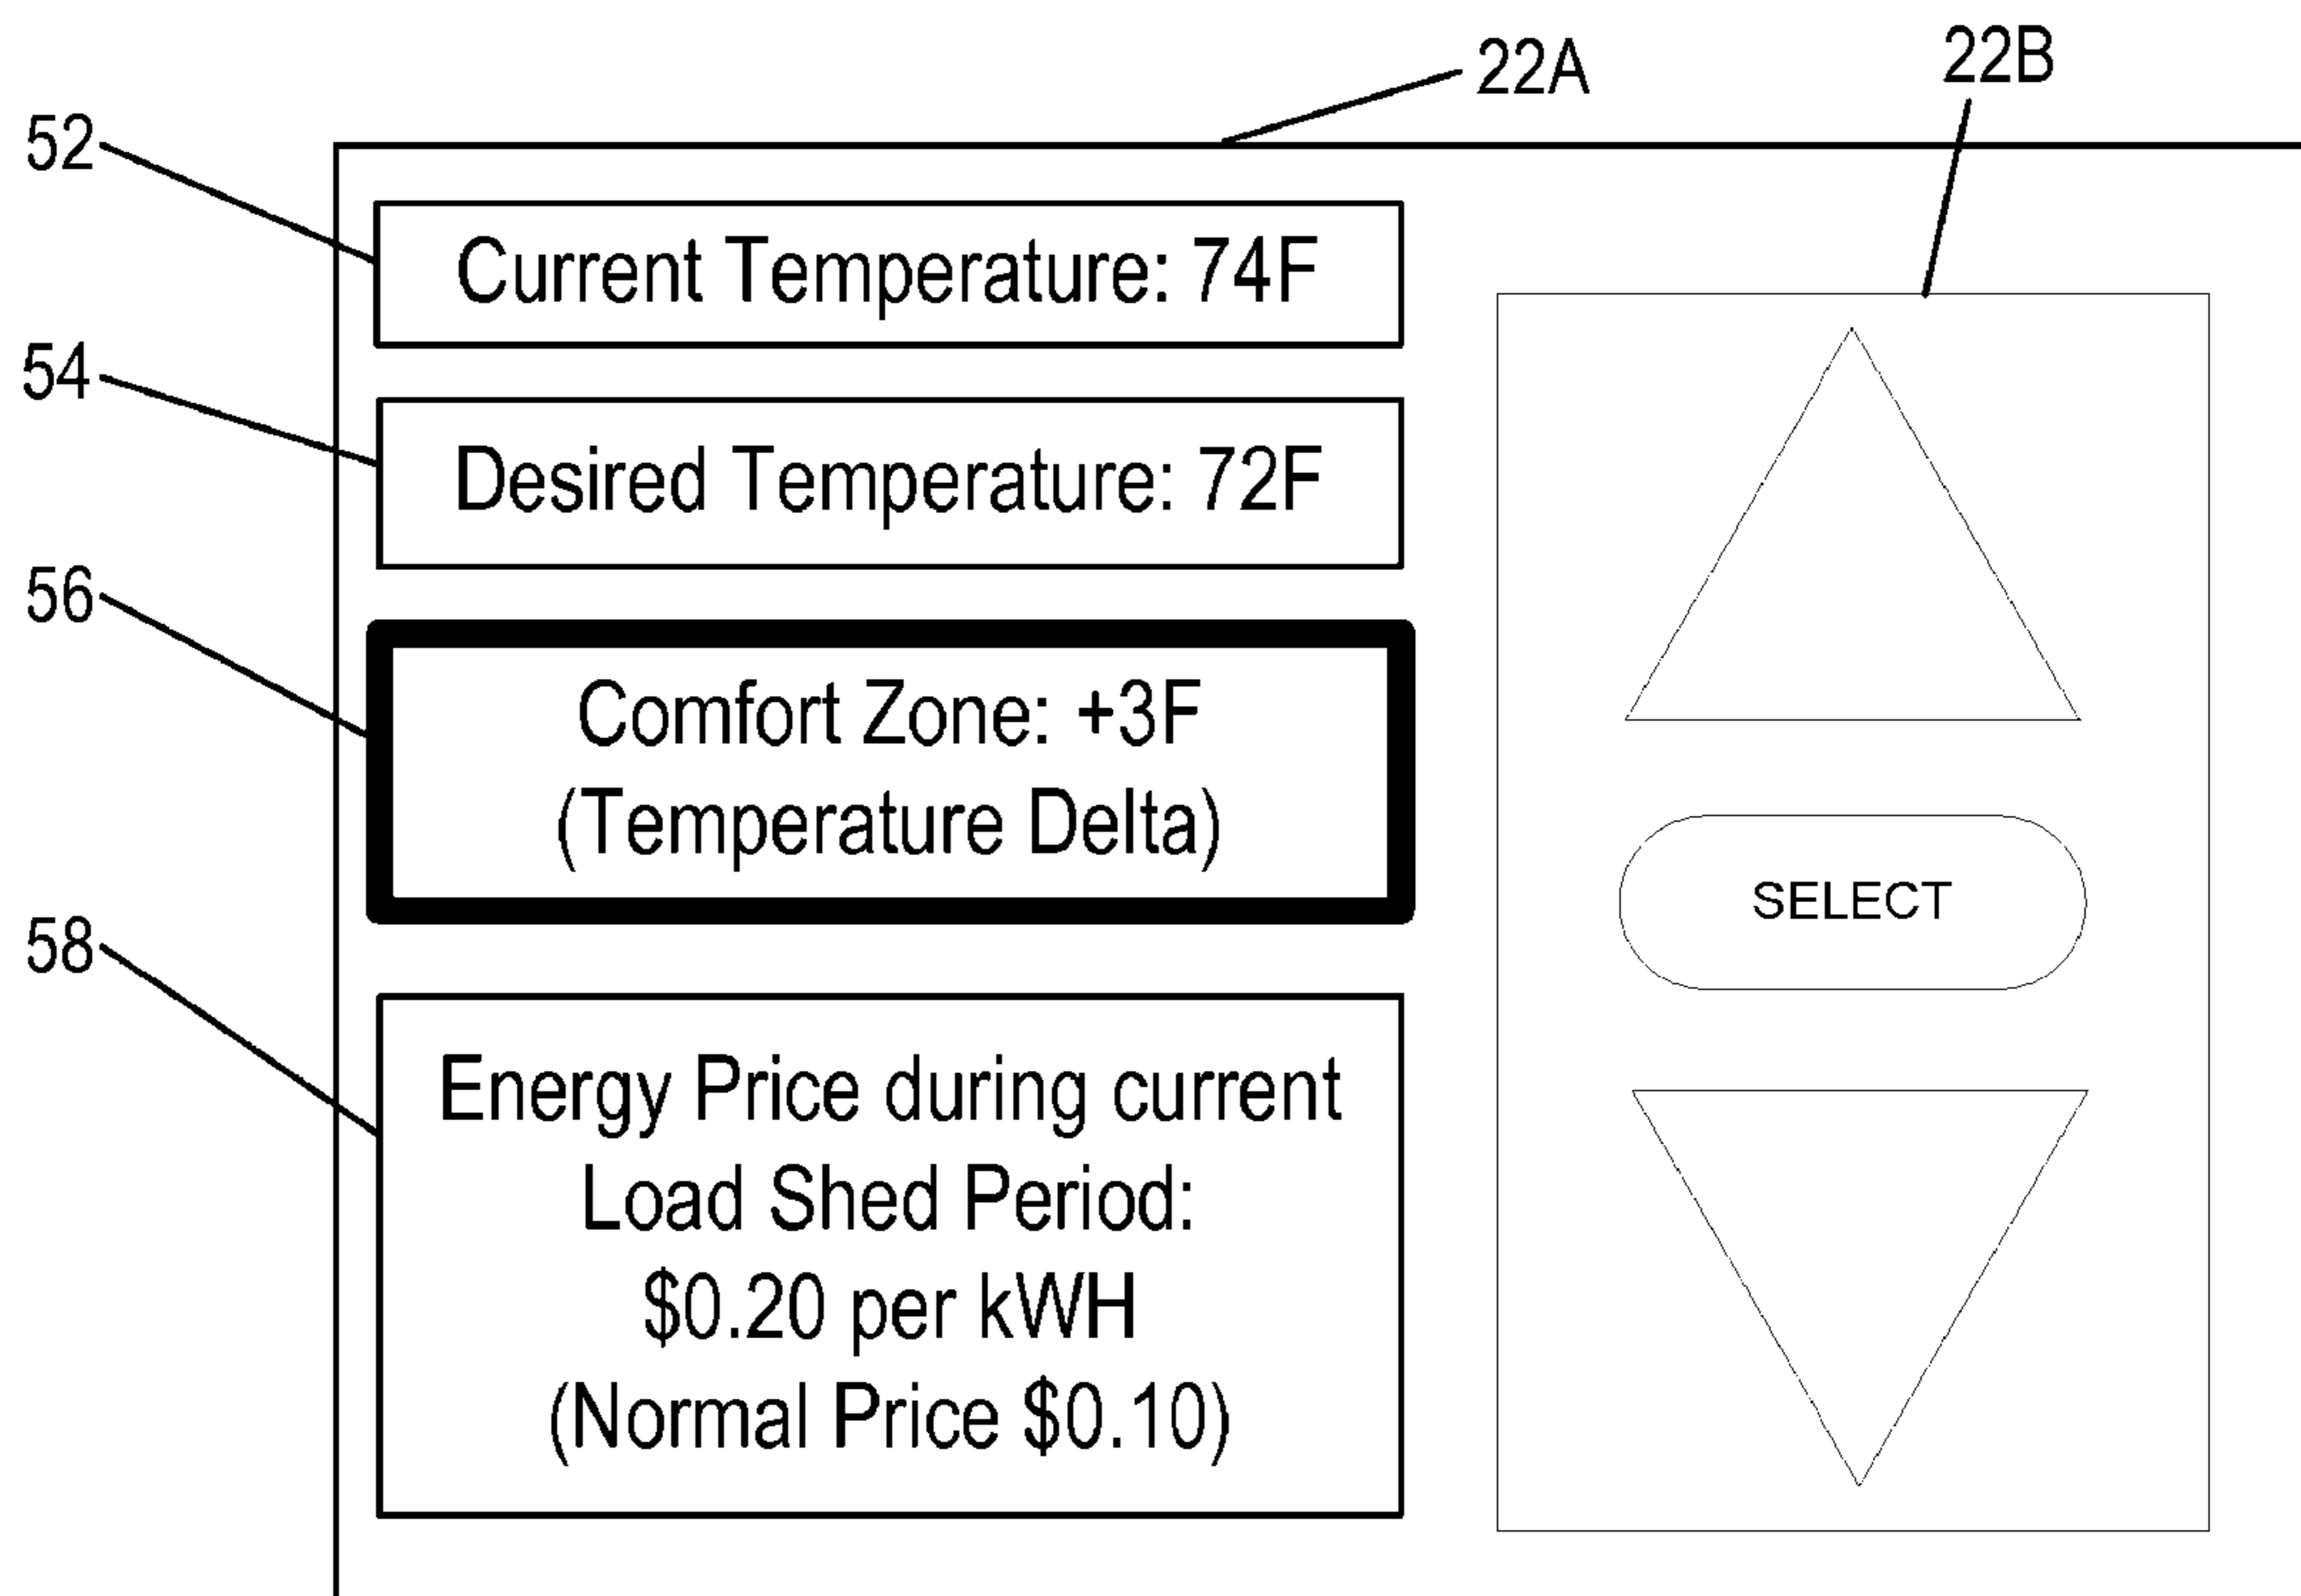 22A
22B
52
Current Temperature: 74F
54
Desired Temperature: 72F
56
Comfort Zone: +3F
(Temperature Delta)
SELECT
58
Energy Price during current
Load Shed Period:
$0.20 per kWH
(Normal Price $0.10)